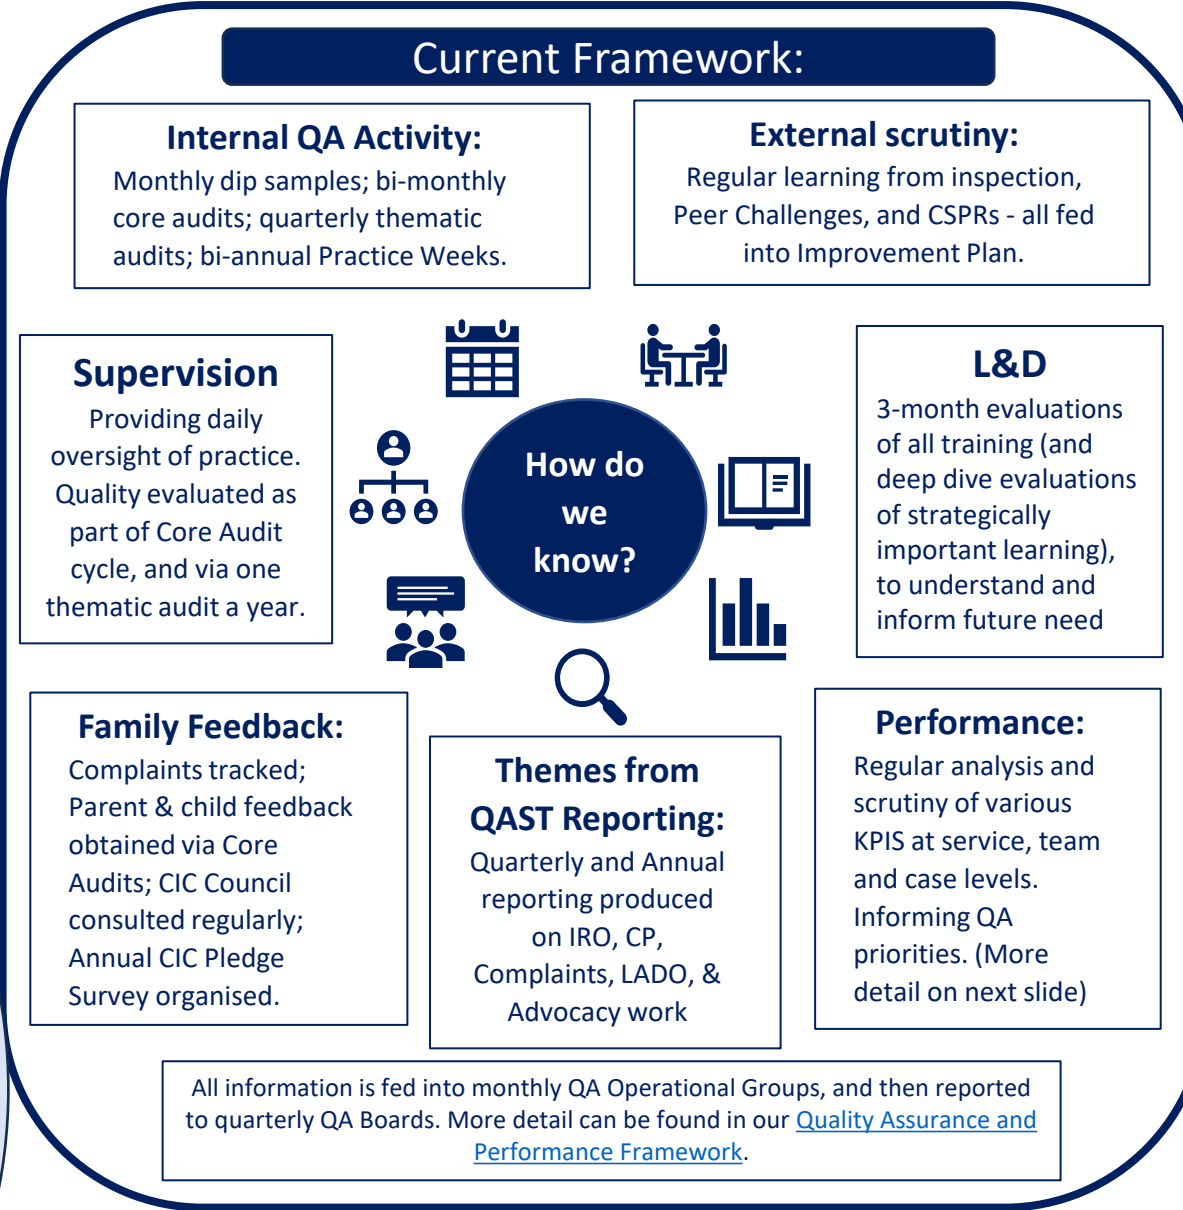 Current Framework:
Internal QA Activity:
Monthly dip samples; bi-monthly
core audits; quarterly thematic
audits; bi-annual Practice Weeks.
External scrutiny:
Regular learning from inspection,
Peer Challenges, and CSPRs - all fed
into Improvement Plan.
Supervision
Providing daily
oversight of practice.
Quality evaluated as
part of Core Audit
cycle, and via one
thematic audit a year.
How do
we
know?
L&D
3-month evaluations
of all training (and
deep dive evaluations
of strategically
important learning),
to understand and
inform future need
Family Feedback:
Complaints tracked;
Parent & child feedback
obtained via Core
Audits; CIC Council
consulted regularly;
Annual CIC Pledge
Survey organised.
Themes from
QAST Reporting:
Quarterly and Annual
reporting produced
on IRO, CP,
Complaints, LADO, &
Advocacy work
Performance:
Regular analysis and
scrutiny of various
KPIS at service, team
and case levels.
Informing QA
priorities. (More
detail on next slide)
All information is fed into monthly QA Operational Groups, and then reported
to quarterly QA Boards. More detail can be found in our Quality Assurance and
Performance Framework.